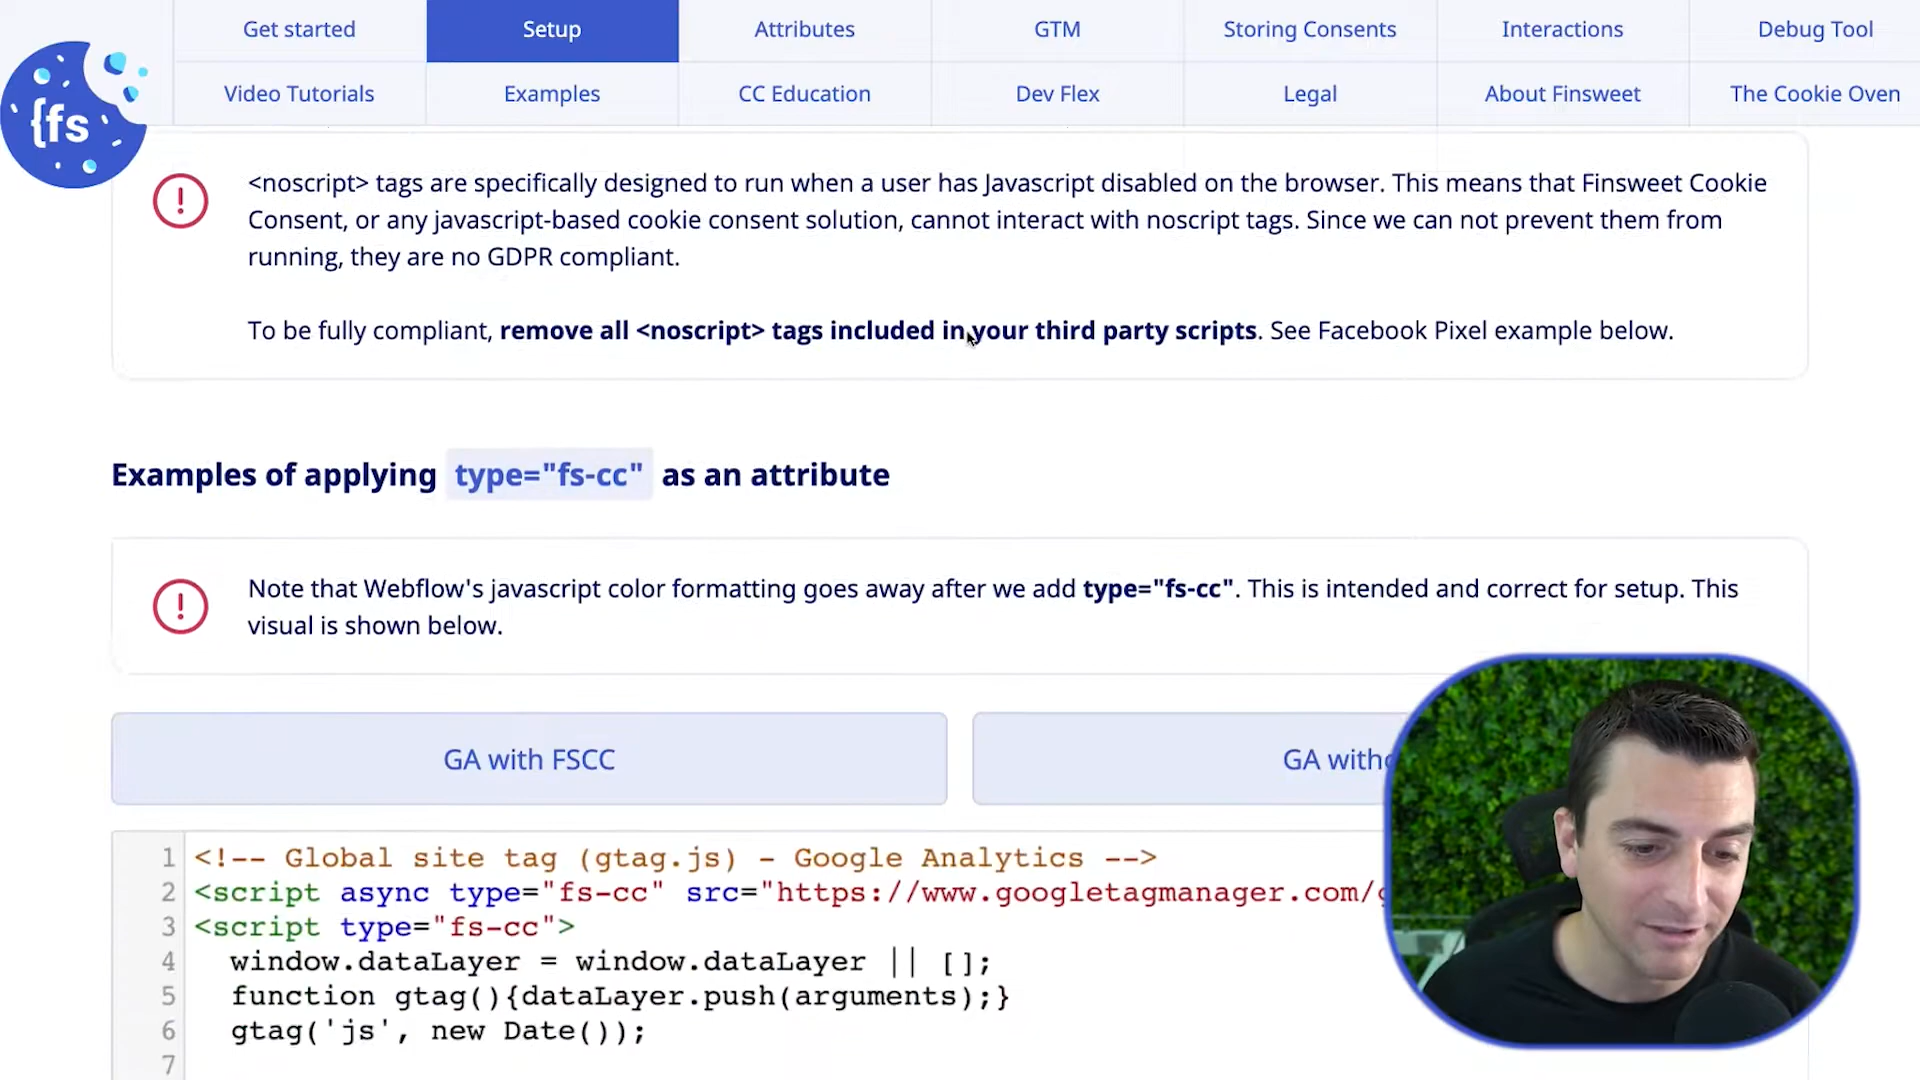 Get started
Setup
Attributes
GTM
Storing Consents
Interactions
Debug Tool
Video Tutorials
Examples
CC Education
Dev Flex
Legal
About Finsweet
The Cookie Oven
{fs
<noscript> tags are specifically designed to run when a user has Javascript disabled on the browser. This means that Finsweet Cookie
Consent, or any javascript-based cookie consent solution, cannot interact with noscript tags. Since we can not prevent them from
running, they are no GDPR compliant.
To be fully compliant, remove all <noscript> tags included in your third party scripts. See Facebook Pixel example below.
Examples of applying type="fs-cc" as an attribute
Note that Webflow's javascript color formatting goes away after we add type="fs-cc". This is intended and correct for setup. This
visual is shown below.
GA with FSCC
GA witho
1 <!-- Global site tag (gtag.js) - Google Analytics -->
2 <script async type="fs-cc" src="https://www.googletagmanager.com/g
3 <script type="fs-cc">
4 window.dataLayer = window.dataLayer || [];
5 function gtag(){dataLayer.push(arguments);}
6 gtag('js', new Date());
7